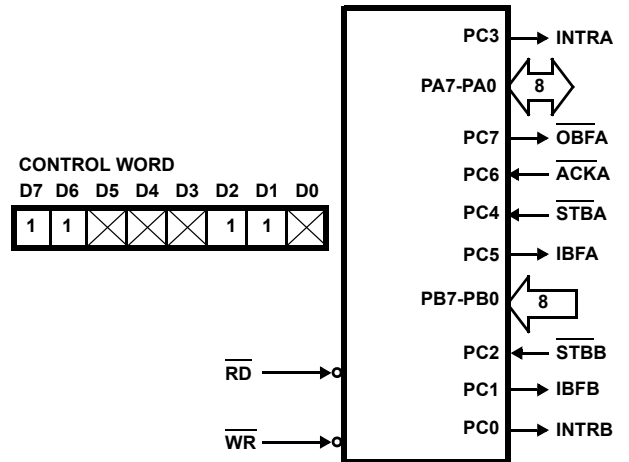 PC3 INTRA
PA7-PA0 8
PC7 OBFA
CONTROL WORD
D7 D6 D5 D4 D3 D2 D1 D0
1 1 1 1
PC6 ACKA
PC4 STBA
PC5 IBFA
PB7-PB0 8
PC2 STBB
RD
PC1 IBFB
PC0 INTRB
WR